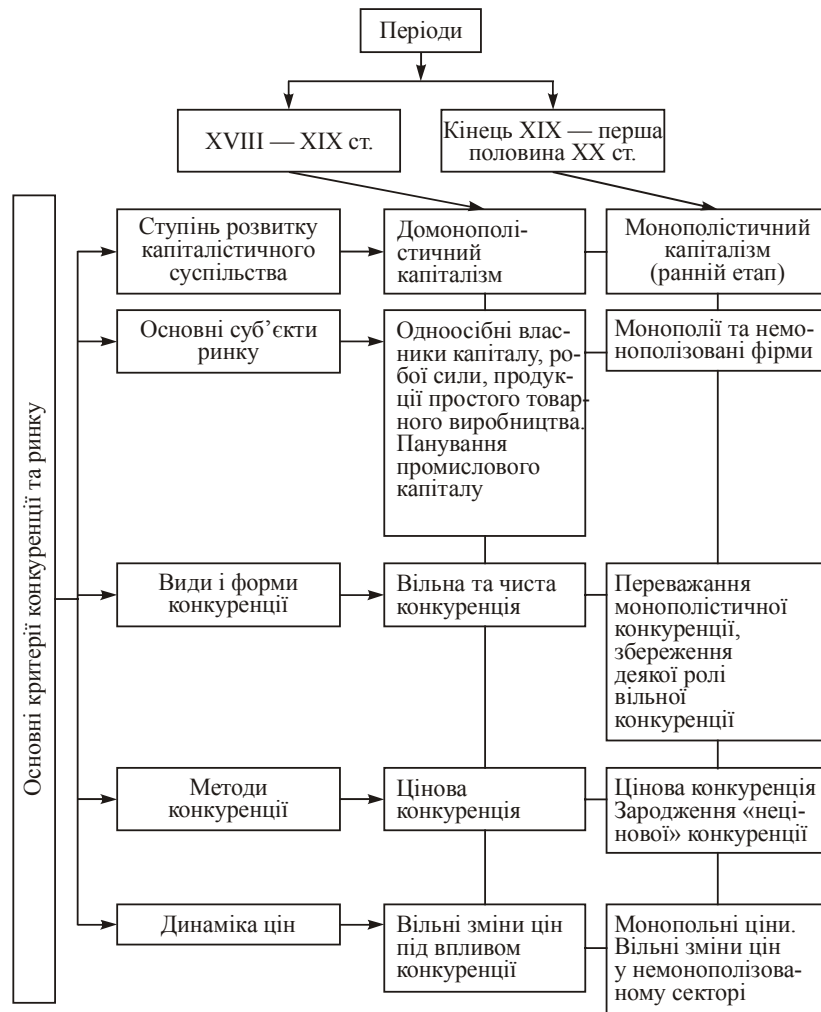 Періоди
XVIII — XIX ст.
Кінець XIX — перша
половина XX ст.
Основні критерії конкуренції та ринку
Ступінь розвитку
капіталістичного
суспільства
Домонополі-
стичний
капіталізм
Монополістичний
капіталізм
(ранній етап)
Основні суб’єкти
ринку
Одноосібні влас-
ники капіталу, ро-
бої сили, продук-
ції простого товар-
ного виробництва.
Панування
промислового
капіталу
Монополії та немо-
нополізовані фірми
Види і форми
конкуренції
Вільна та чиста
конкуренція
Переважання
монополістичної
конкуренції,
збереження
деякої ролі
вільної
конкуренції
Методи
конкуренції
Цінова
конкуренція
Цінова конкуренція
Зародження «неці-
нової» конкуренції
Динаміка цін
Вільні зміни цін
під впливом
конкуренції
Монопольні ціни.
Вільні зміни цін
у немонополізова-
ному секторі